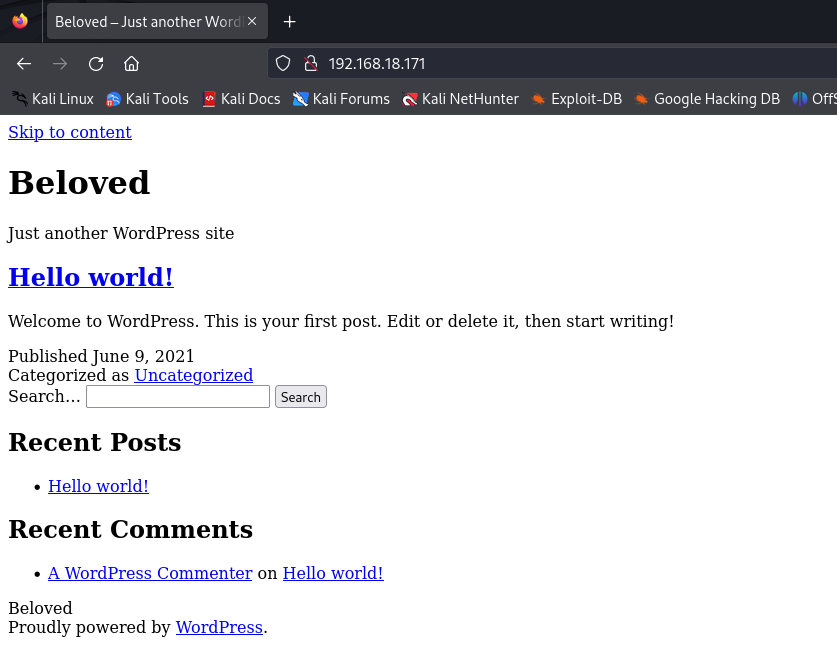 Beloved – Just another Word
192.168.18.171
Kali Linux Kali Tools Kali Docs Kali Forums Kali NetHunter Exploit-DB Google Hacking DB OffS
Skip to content
Beloved
Just another WordPress site
Hello world!
Welcome to WordPress. This is your first post. Edit or delete it, then start writing!
Published June 9, 2021
Categorized as Uncategorized
Search… Search
Recent Posts
Hello world!
Recent Comments
A WordPress Commenter on Hello world!
Beloved
Proudly powered by WordPress.